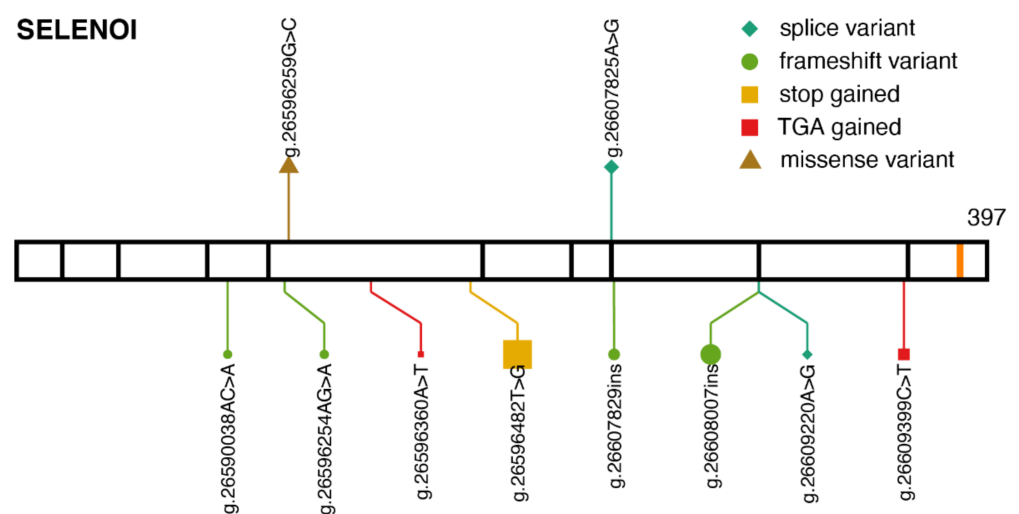 SELENOI
g.26596259G>C
g.26607825A>G
splice variant
frameshift variant
stop gained
TGA gained
missense variant
397
g.26590038AC>A
g.26596254AG>A
g.26596360A>T
g.26596482T>G
g.26607829ins
g.26608007ins
g.26609220A>G
g.26609399C>T